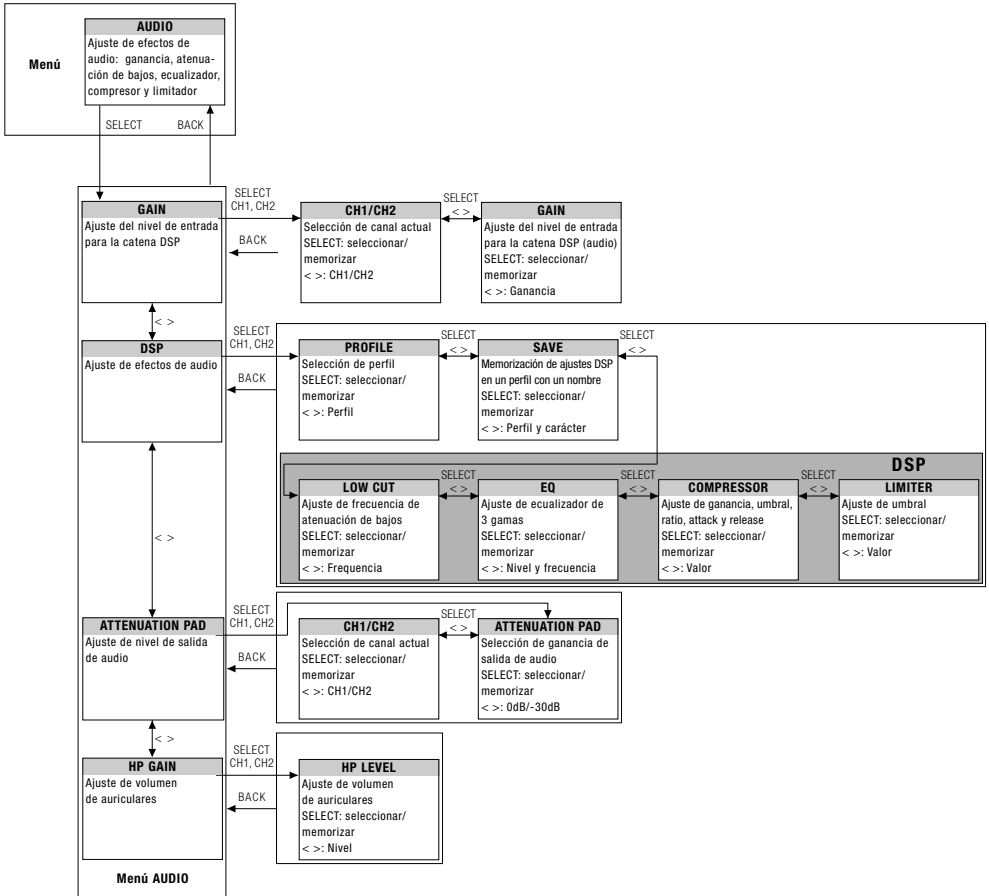 AUDIO
Ajuste de efectos de
audio: ganancia, atenua-
ción de bajos, ecualizador,
compresor y limitador
Menú
SELECT
BACK
GAIN
Ajuste del nivel de entrada
para la catena DSP
SELECT
CH1, CH2
BACK
CH1/CH2
Selección de canal actual
SELECT: seleccionar/
memorizar
< >: CH1/CH2
SELECT
< >
GAIN
Ajuste del nivel de entrada
para la catena DSP (audio)
SELECT: seleccionar/
memorizar
< >: Ganancia
< >
DSP
Ajuste de efectos de audio
SELECT
CH1, CH2
BACK
PROFILE
Selección de perfil
SELECT: seleccionar/
memorizar
< >: Perfil
SELECT
< >
SAVE
Memorización de ajustes DSP
en un perfil con un nombre
SELECT: seleccionar/
memorizar
< >: Perfil y carácter
SELECT
< >
DSP
LOW CUT
Ajuste de frecuencia de
atenuación de bajos
SELECT: seleccionar/
memorizar
< >: Frequencia
SELECT
< >
EQ
Ajuste de ecualizador de
3 gamas
SELECT: seleccionar/
memorizar
< >: Nivel y frecuencia
SELECT
< >
COMPRESSOR
Ajuste de ganancia, umbral,
ratio, attack y release
SELECT: seleccionar/
memorizar
< >: Valor
SELECT
< >
LIMITER
Ajuste de umbral
SELECT: seleccionar/
memorizar
< >: Valor
< >
ATTENUATION PAD
Ajuste de nivel de salida
de audio
SELECT
CH1, CH2
BACK
CH1/CH2
Selección de canal actual
SELECT: seleccionar/
memorizar
< >: CH1/CH2
SELECT
< >
ATTENUATION PAD
Selección de ganancia de
salida de audio
SELECT: seleccionar/
memorizar
< >: 0dB/-30dB
< >
HP GAIN
Ajuste de volumen
de auriculares
SELECT
CH1, CH2
BACK
HP LEVEL
Ajuste de volumen
de auriculares
SELECT: seleccionar/
memorizar
< >: Nivel
Menú AUDIO